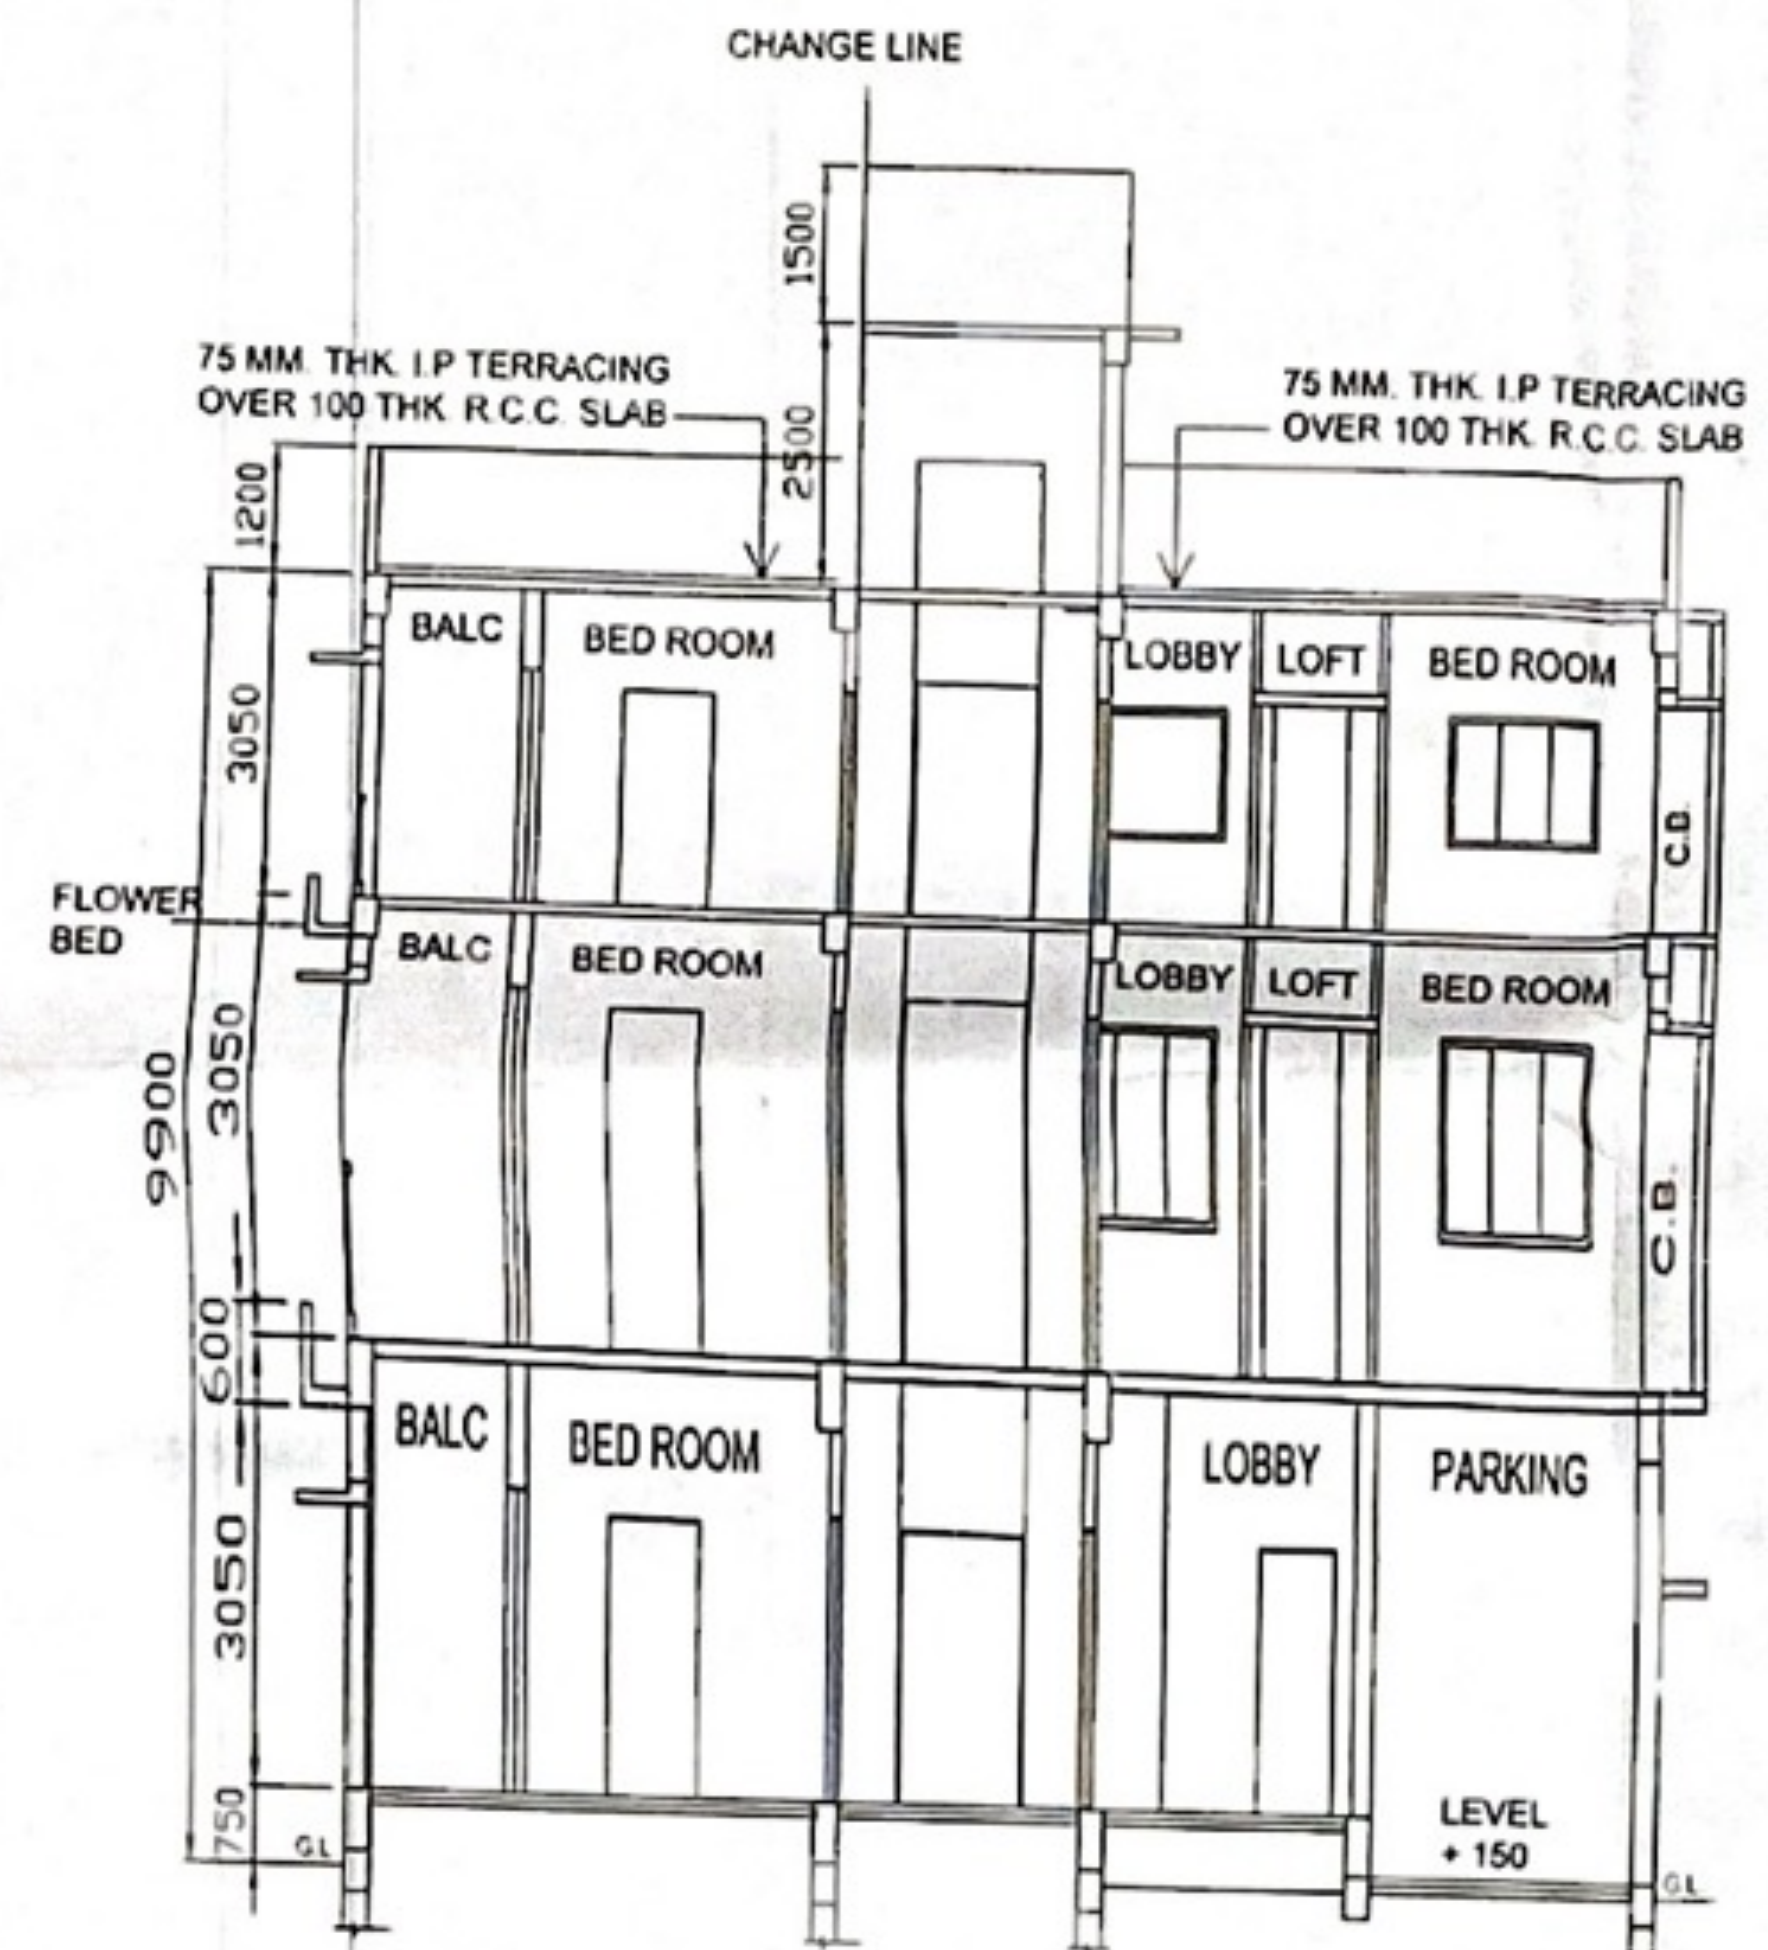 CHANGE LINE
1500
75 MM. THK. I.P TERRACING
OVER 100 THK. R.C.C. SLAB
2500
75 MM. THK. I.P TERRACING
OVER 100 THK. R.C.C. SLAB
1200
BALC
BED ROOM
LOBBY
LOFT
BED ROOM
3050
C.B.
FLOWER
BED
BALC
BED ROOM
LOBBY
LOFT
BED ROOM
3050
9900
C.B.
600
BALC
BED ROOM
LOBBY
PARKING
3050
750
G.L
LEVEL
+ 150
G.L